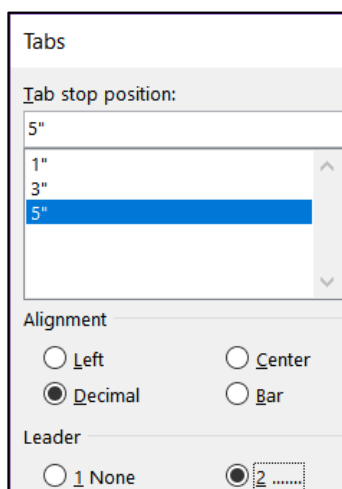 Tabs
Tab stop position:
5"
1"
3"
5"
Alignment
Left Center
Decimal Bar
Leader
1 None 2 .......